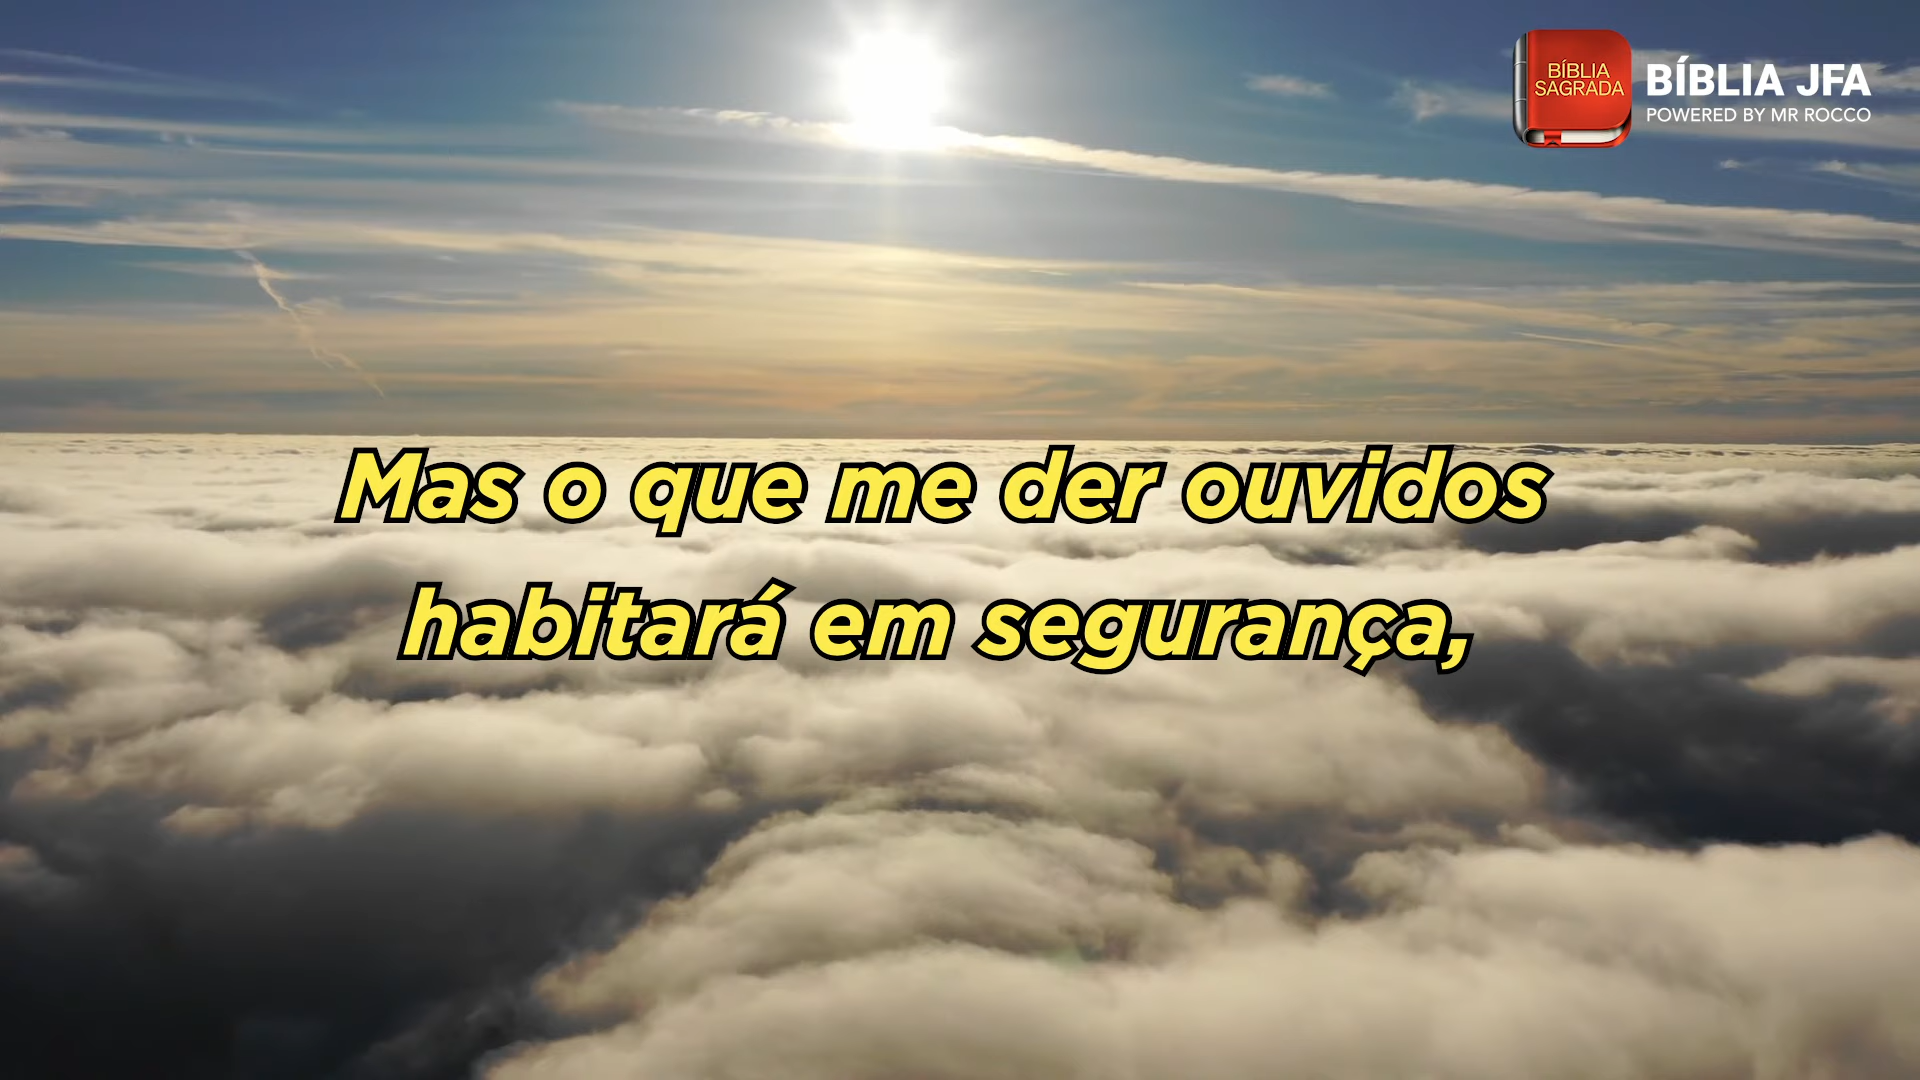 BÍBLIA
SAGRADA
BÍBLIA JFA
POWERED BY MR ROCCO
Mas o que me der ouvidos
habitará em segurança,